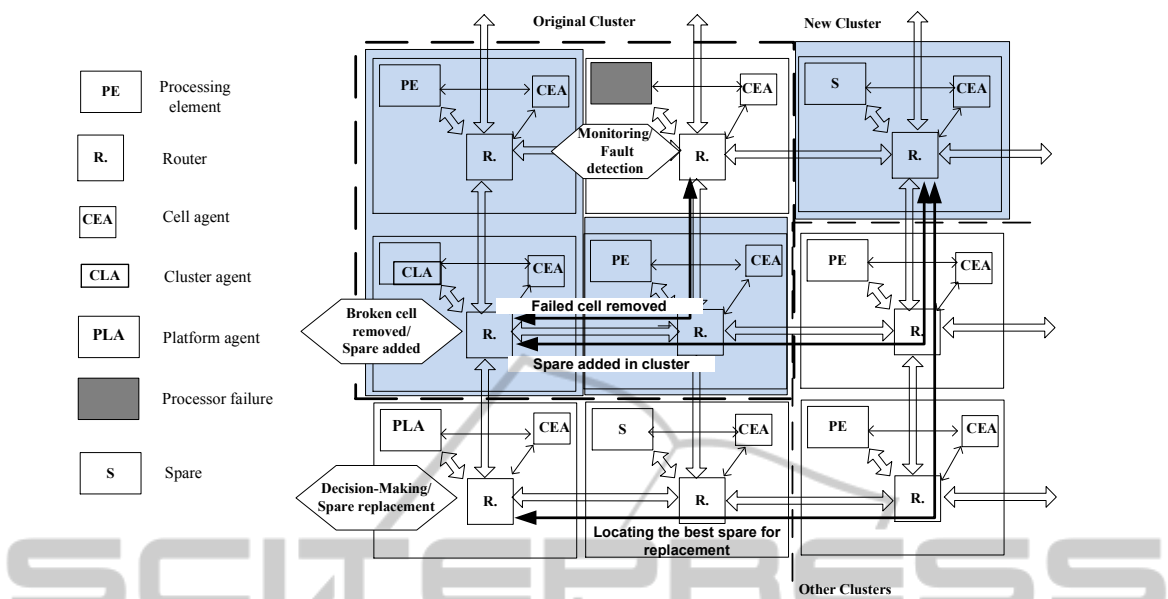 Original Cluster
New Cluster
PE
Processing
element
R.
Router
CEA
Cell agent
CLA
Cluster agent
PLA
Platform agent
Processor failure
S
Spare
PE
CEA
R.
Monitoring/
Fault
detection
CEA
R.
S
CEA
R.
CLA
CEA
R.
Broken cell
removed/
Spare added
PE
CEA
R.
Failed cell removed
Spare added in cluster
PE
CEA
R.
PLA
CEA
R.
Decision-Making/
Spare replacement
S
CEA
R.
PE
CEA
R.
Locating the best spare for
replacement
Other Clusters
SCITEPRESS